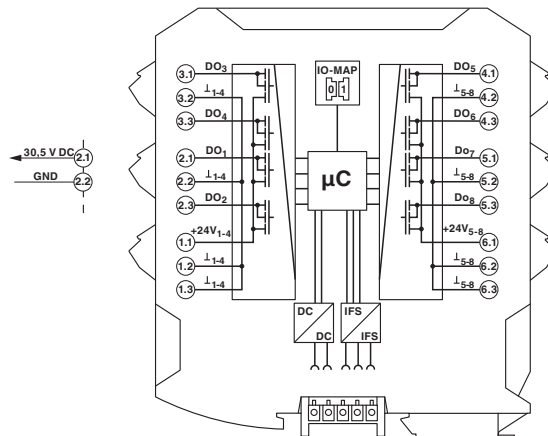 DO3 IO-MAP DO5
3.1 0 1 4.1
⊥1-4 ⊥5-8
3.2 4.2
DO4 DO6
3.3 4.3
30,5 V DC 2.1 DO1 Do7
2.1 µC 5.1
GND 2.2 ⊥1-4 ⊥5-8
2.2 5.2
DO2 Do8
2.3 5.3
+24V1-4 +24V5-8
1.1 6.1
⊥1-4 ⊥5-8
1.2 6.2
⊥1-4 ⊥5-8
1.3 6.3
DC IFS
DC IFS